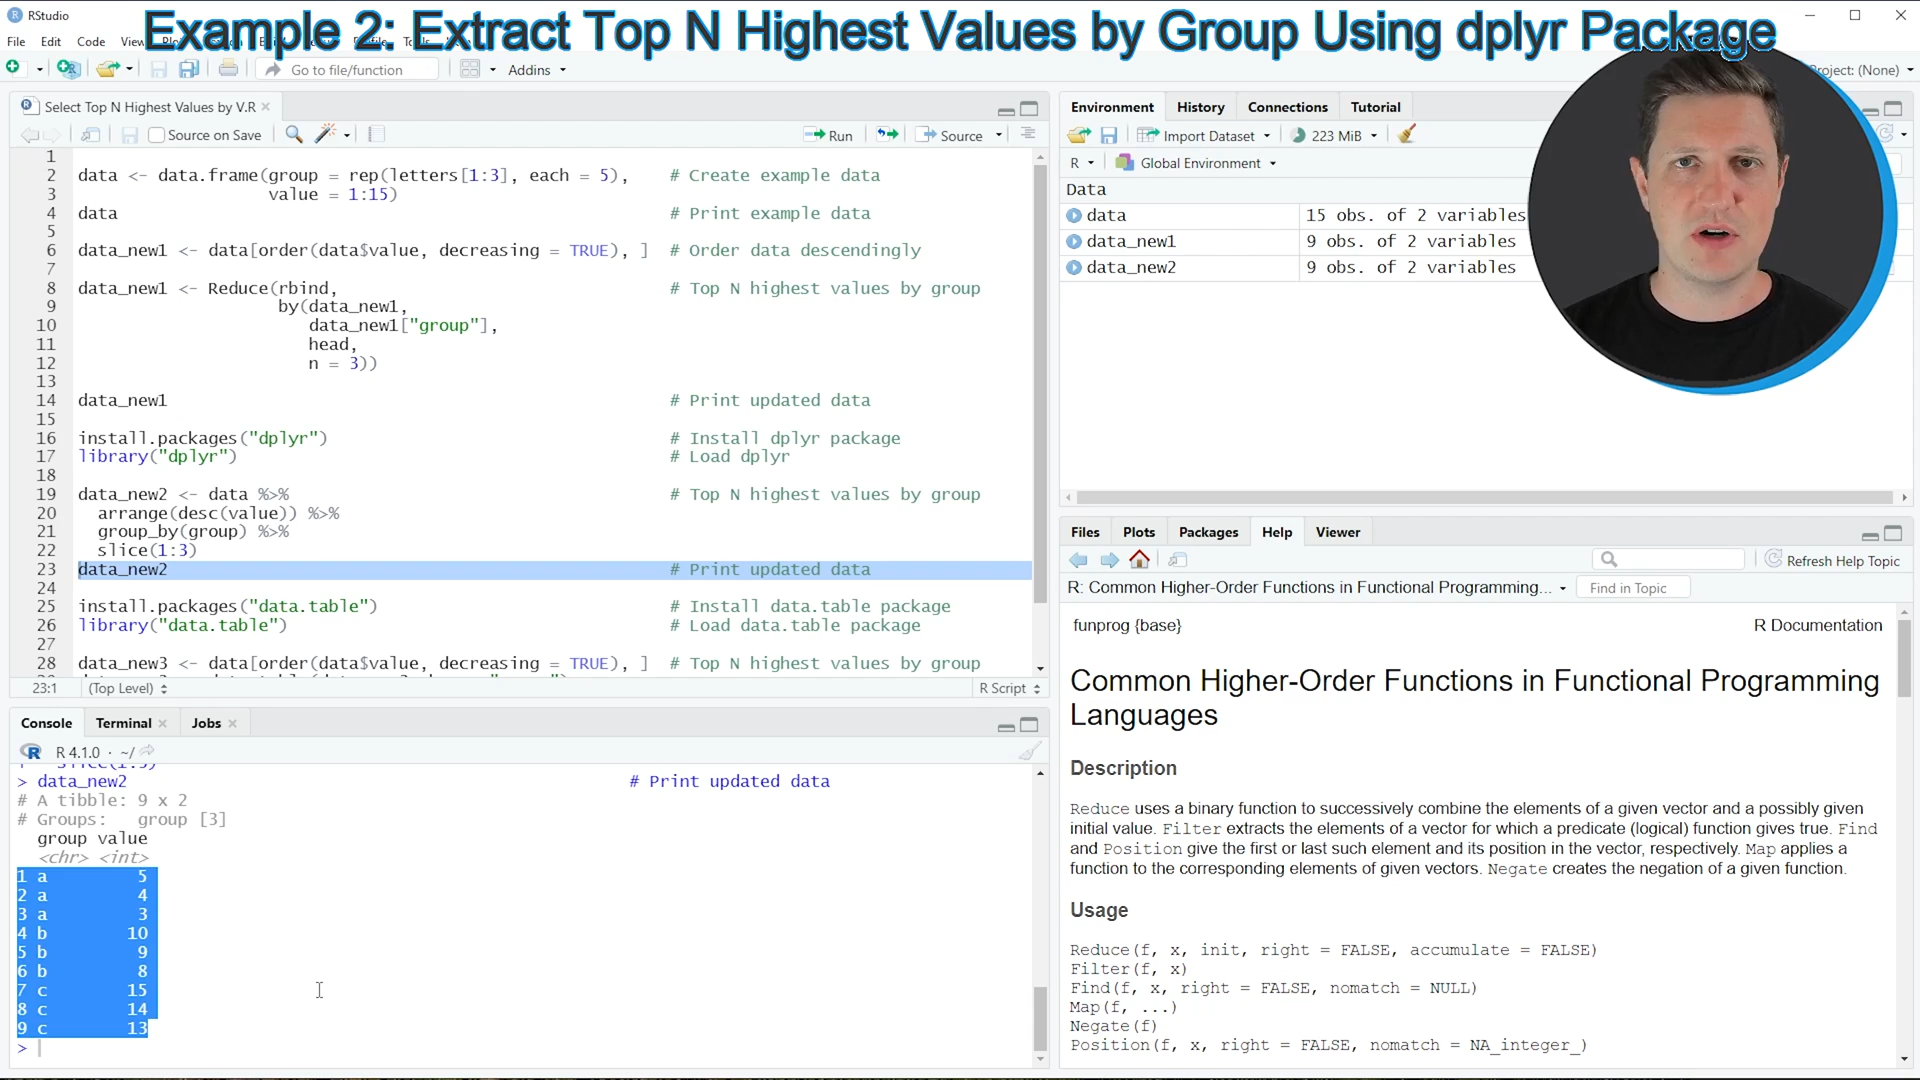 RStudio
Example 2: Extract Top N Highest Values by Group Using dplyr Package
File Edit Code View
Go to file/function
Addins
Project: (None)
Select Top N Highest Values by V.R
Source on Save
Run
Source
1
2 data <- data.frame(group = rep(letters[1:3], each = 5), # Create example data
3 value = 1:15)
4 data # Print example data
5
6 data_new1 <- data[order(data$value, decreasing = TRUE), ] # Order data descendingly
7
8 data_new1 <- Reduce(rbind, # Top N highest values by group
9 by(data_new1,
10 data_new1["group"],
11 head,
12 n = 3))
13
14 data_new1 # Print updated data
15
16 install.packages("dplyr") # Install dplyr package
17 library("dplyr") # Load dplyr
18
19 data_new2 <- data %>% # Top N highest values by group
20 arrange(desc(value)) %>%
21 group_by(group) %>%
22 slice(1:3)
23 data_new2 # Print updated data
24
25 install.packages("data.table") # Install data.table package
26 library("data.table") # Load data.table package
27
28 data_new3 <- data[order(data$value, decreasing = TRUE), ] # Top N highest values by group
23:1 (Top Level) R Script
Console Terminal Jobs
R 4.1.0 · ~/
> data_new2 # Print updated data
# A tibble: 9 x 2
# Groups: group [3]
group value
<chr> <int>
1 a 5
2 a 4
3 a 3
4 b 10
5 b 9
6 b 8
7 c 15
8 c 14
9 c 13
>
Environment History Connections Tutorial
Import Dataset 223 MiB
R Global Environment
Data
data 15 obs. of 2 variables
data_new1 9 obs. of 2 variables
data_new2 9 obs. of 2 variables
Files Plots Packages Help Viewer
Refresh Help Topic
R: Common Higher-Order Functions in Functional Programming... Find in Topic
funprog {base} R Documentation
Common Higher-Order Functions in Functional Programming
Languages
Description
Reduce uses a binary function to successively combine the elements of a given vector and a possibly given
initial value. Filter extracts the elements of a vector for which a predicate (logical) function gives true. Find
and Position give the first or last such element and its position in the vector, respectively. Map applies a
function to the corresponding elements of given vectors. Negate creates the negation of a given function.
Usage
Reduce(f, x, init, right = FALSE, accumulate = FALSE)
Filter(f, x)
Find(f, x, right = FALSE, nomatch = NULL)
Map(f, ...)
Negate(f)
Position(f, x, right = FALSE, nomatch = NA_integer_)